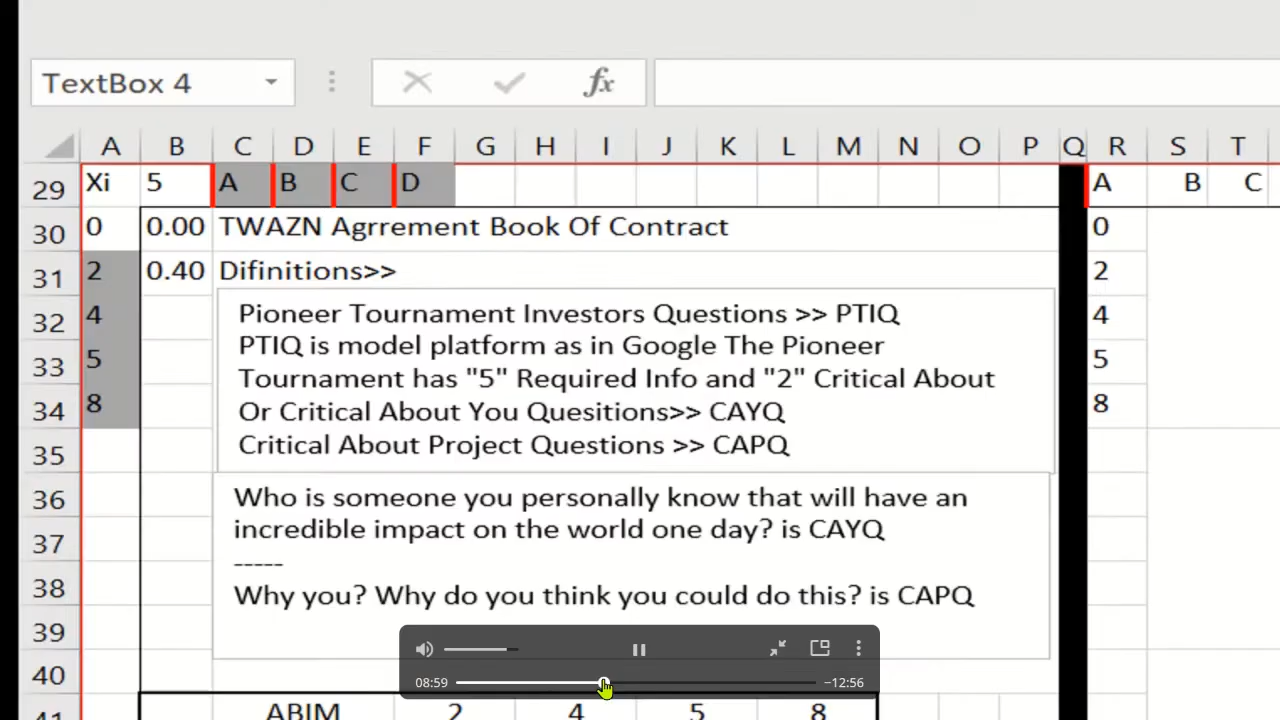 TextBox 4 fx
A B C D E F G H I J K L M N O P Q R S T
29 Xi 5 A B C D A B C
30 0 0.00 TWAZN Agrrement Book Of Contract 0
31 2 0.40 Difinitions>> 2
32 4 Pioneer Tournament Investors Questions >> PTIQ 4
PTIQ is model platform as in Google The Pioneer
33 5 Tournament has "5" Required Info and "2" Critical About 5
34 8 Or Critical About You Quesitions>> CAYQ 8
35 Critical About Project Questions >> CAPQ
36 Who is someone you personally know that will have an
37 incredible impact on the world one day? is CAYQ
-----
38 Why you? Why do you think you could do this? is CAPQ
39
40
08:59 −12:56
41 ABIM 2 4 5 8